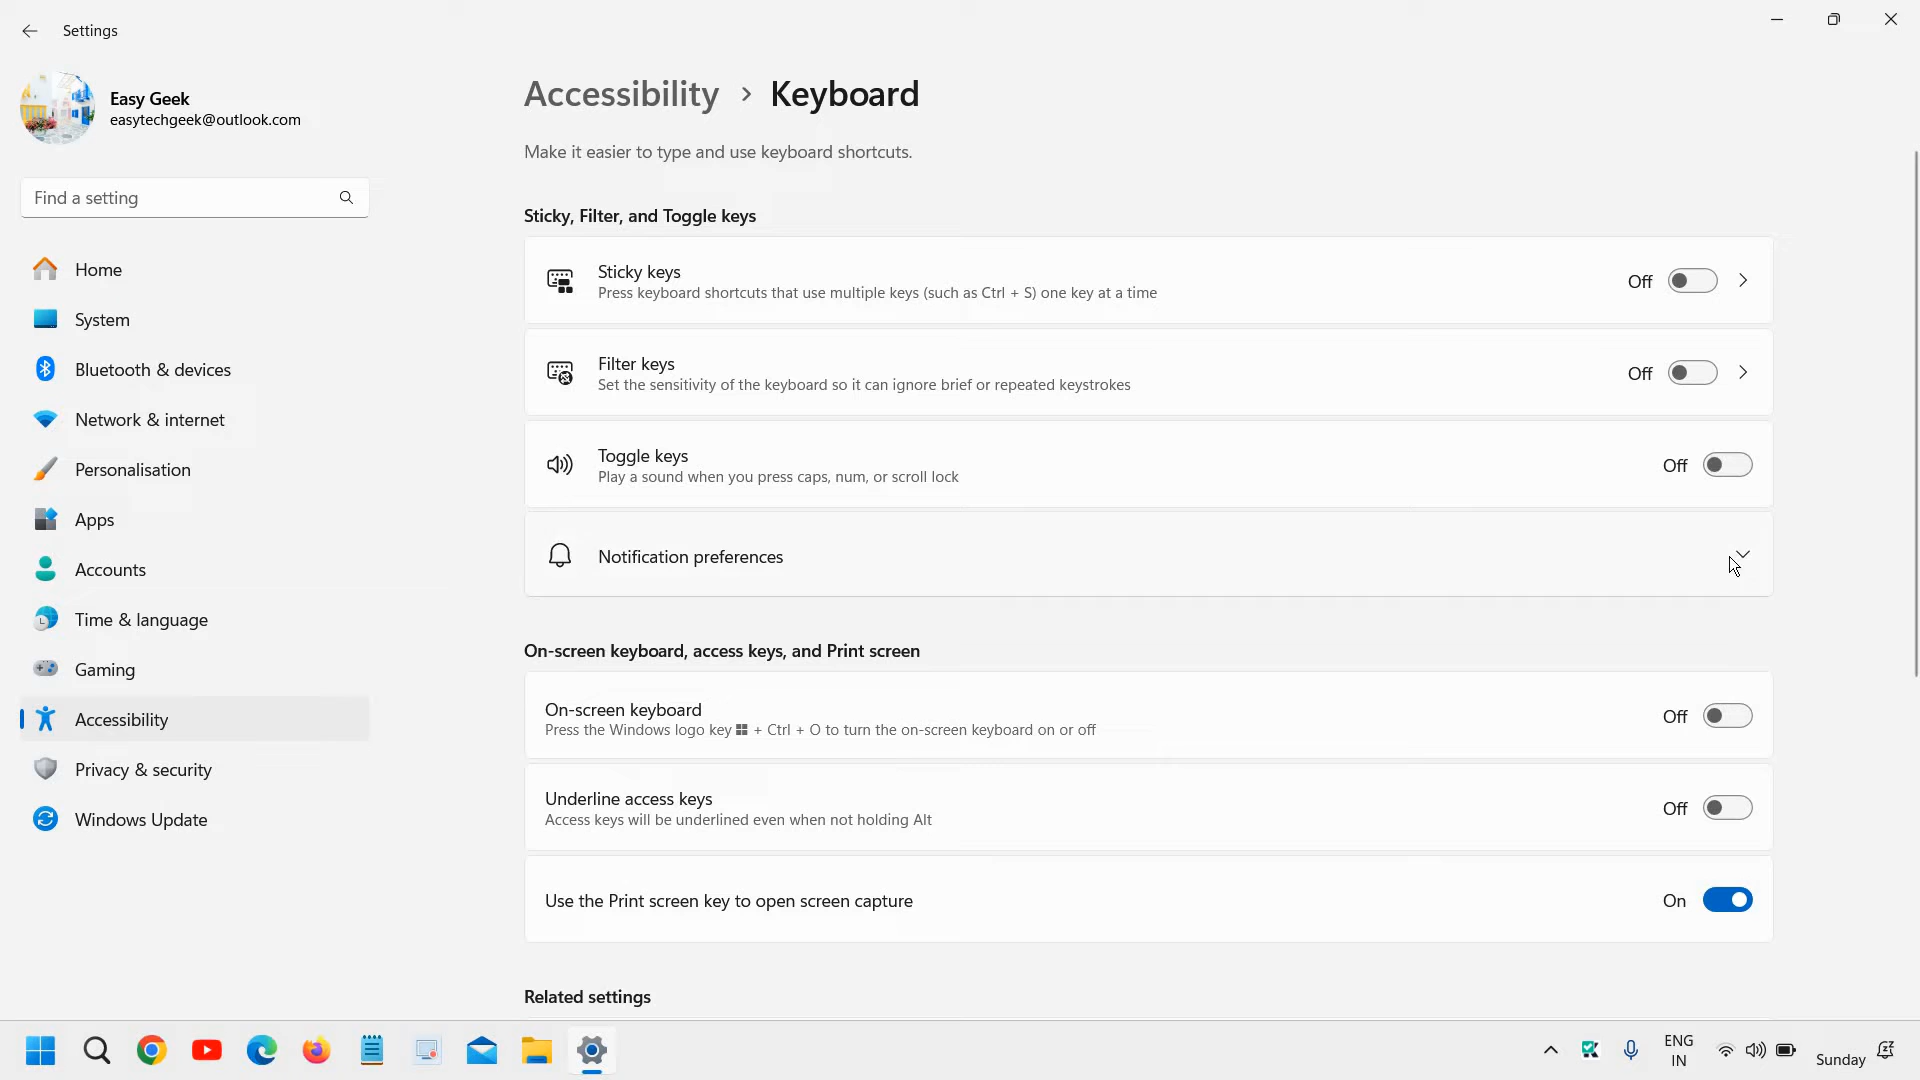 Settings
Easy Geek
easytechgeek@outlook.com
Find a setting
Home
System
Bluetooth & devices
Network & internet
Personalisation
Apps
Accounts
Time & language
Gaming
Accessibility
Privacy & security
Windows Update
Accessibility > Keyboard
Make it easier to type and use keyboard shortcuts.
Sticky, Filter, and Toggle keys
Sticky keys
Press keyboard shortcuts that use multiple keys (such as Ctrl + S) one key at a time
Off
Filter keys
Set the sensitivity of the keyboard so it can ignore brief or repeated keystrokes
Off
Toggle keys
Play a sound when you press caps, num, or scroll lock
Off
Notification preferences
On-screen keyboard, access keys, and Print screen
On-screen keyboard
Press the Windows logo key + Ctrl + O to turn the on-screen keyboard on or off
Off
Underline access keys
Access keys will be underlined even when not holding Alt
Off
Use the Print screen key to open screen capture
On
Related settings
ENG
IN
Sunday